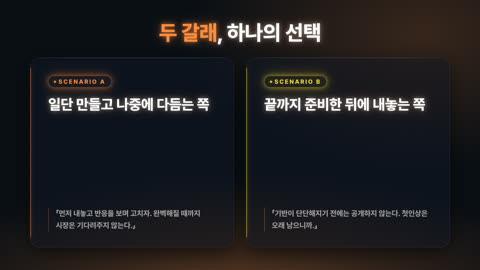 두 갈래, 하나의 선택
SCENARIO A
일단 만들고 나중에 다듬는 쪽
「먼저 내놓고 반응을 보며 고치자. 완벽해질 때까지
시장은 기다려주지 않는다.」
SCENARIO B
끝까지 준비한 뒤에 내놓는 쪽
「기반이 단단해지기 전에는 공개하지 않는다. 첫인상은
오래 남으니까.」